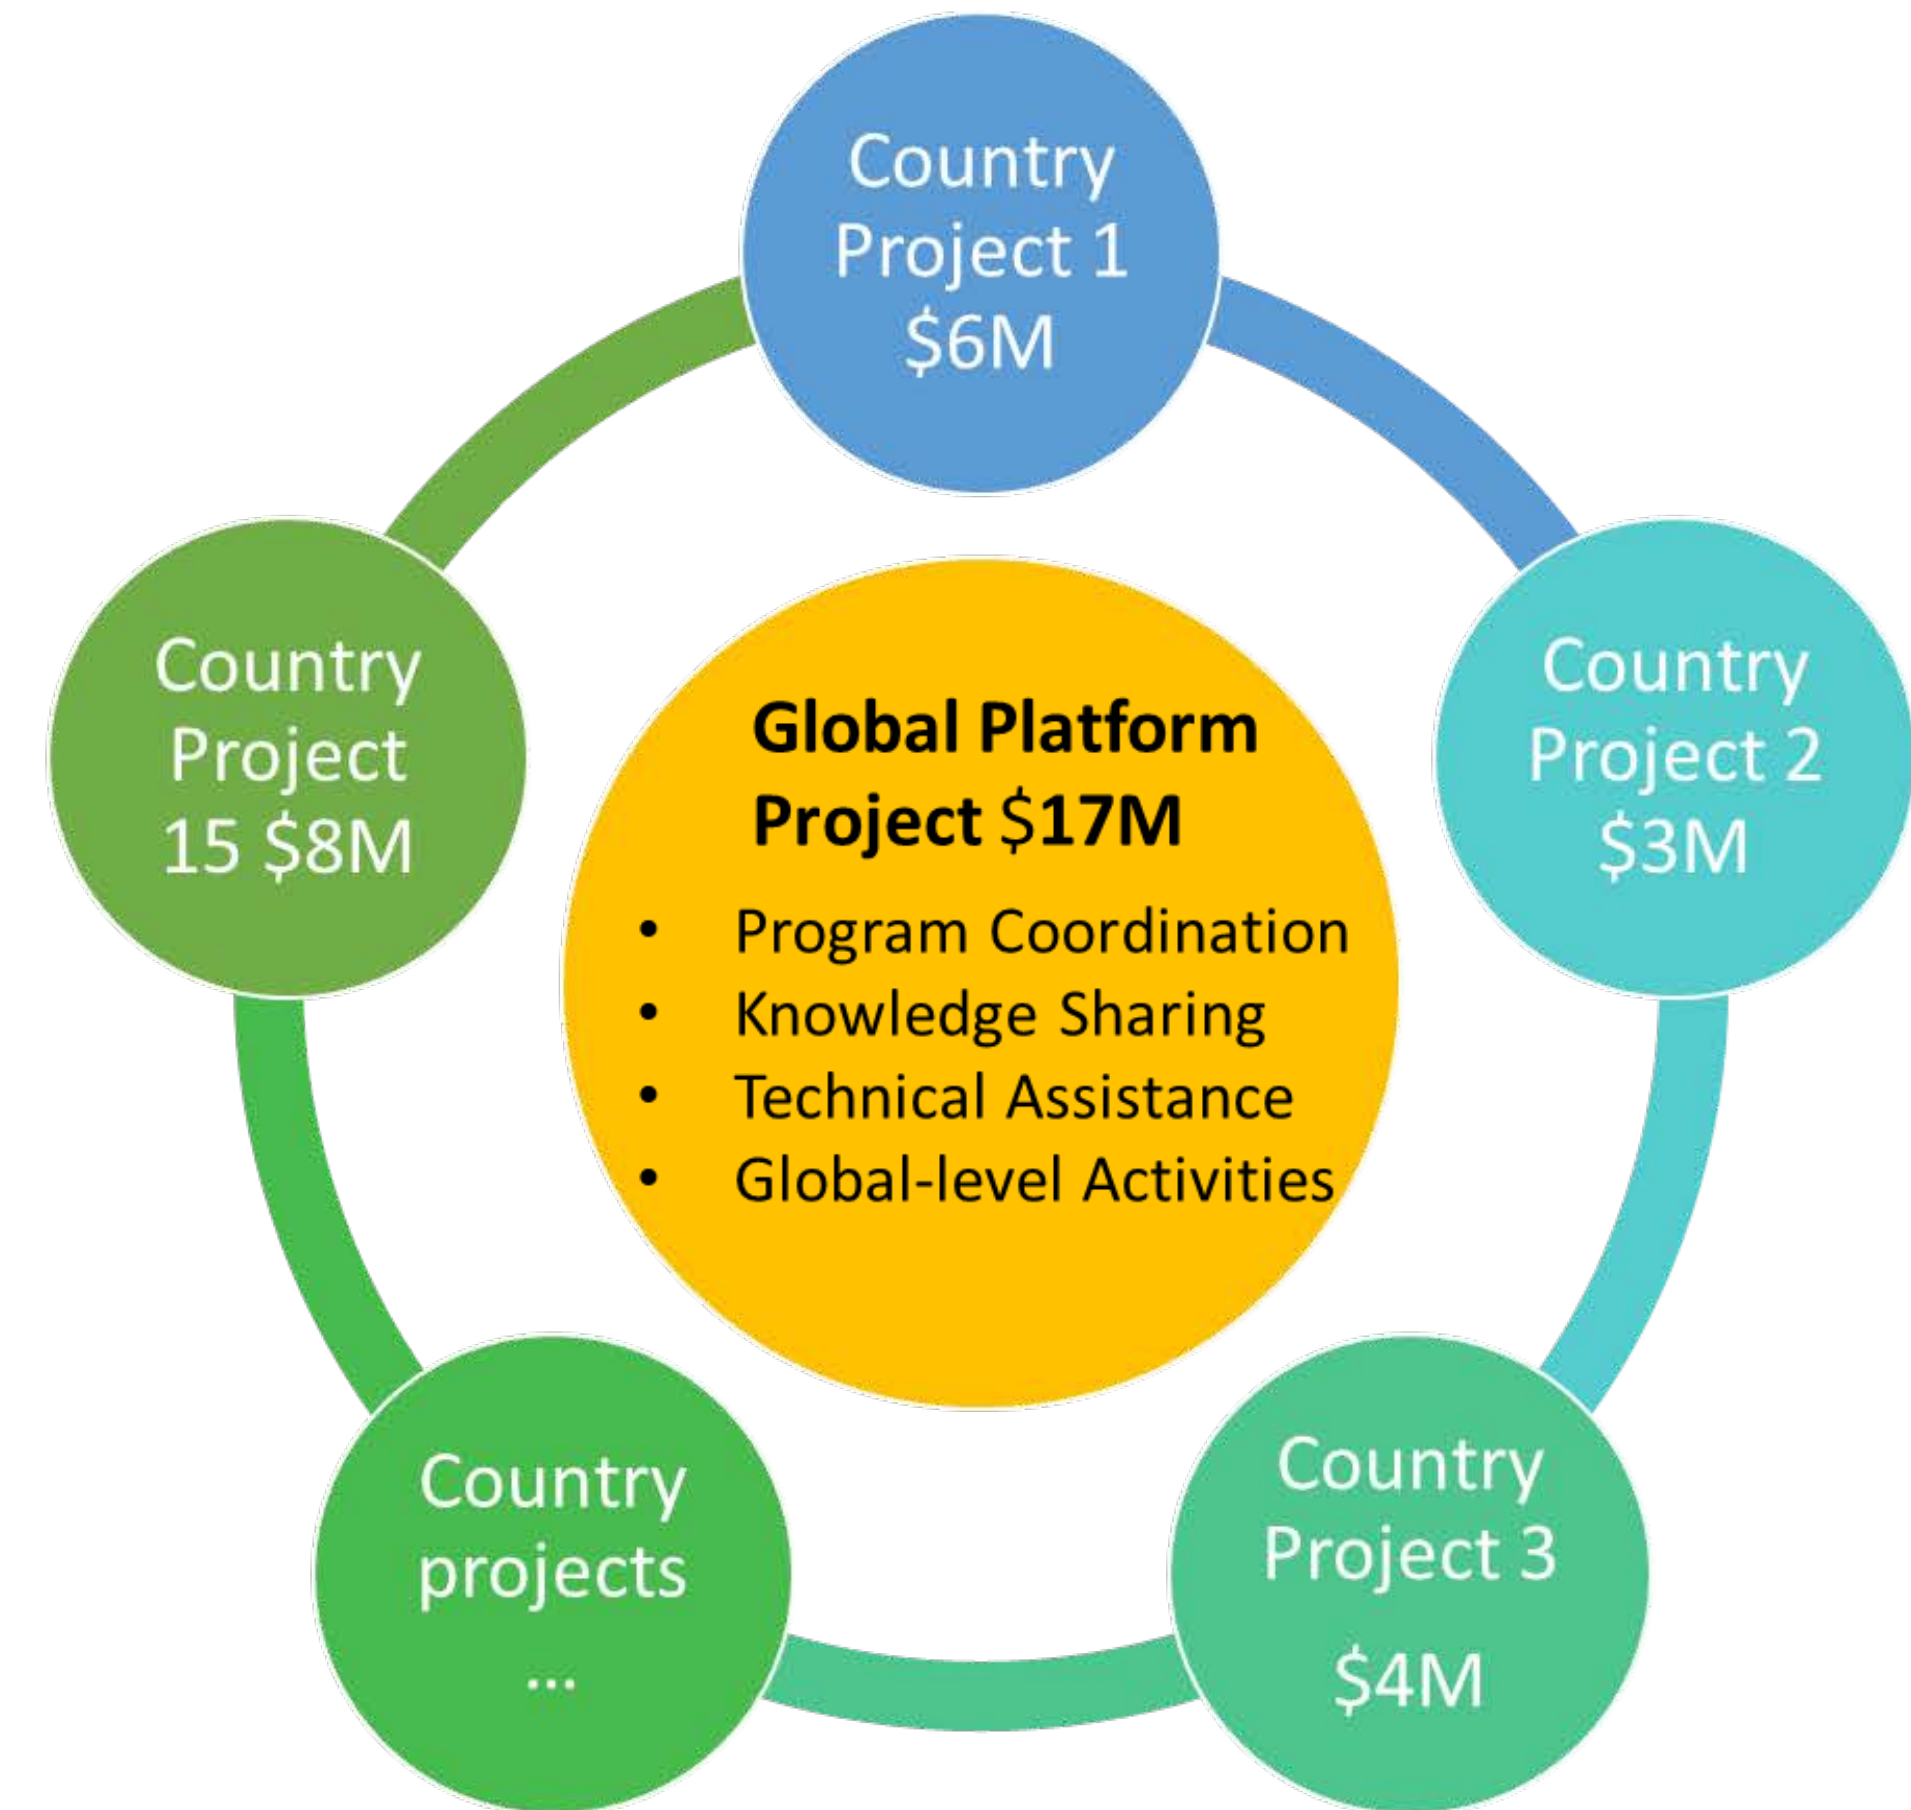 Country
Project 1
$6M
Country
Project 2
$3M
Country
Project 3
$4M
Country
projects
...
Country
Project
15 $8M
Global Platform
Project $17M
• Program Coordination
• Knowledge Sharing
• Technical Assistance
• Global-level Activities